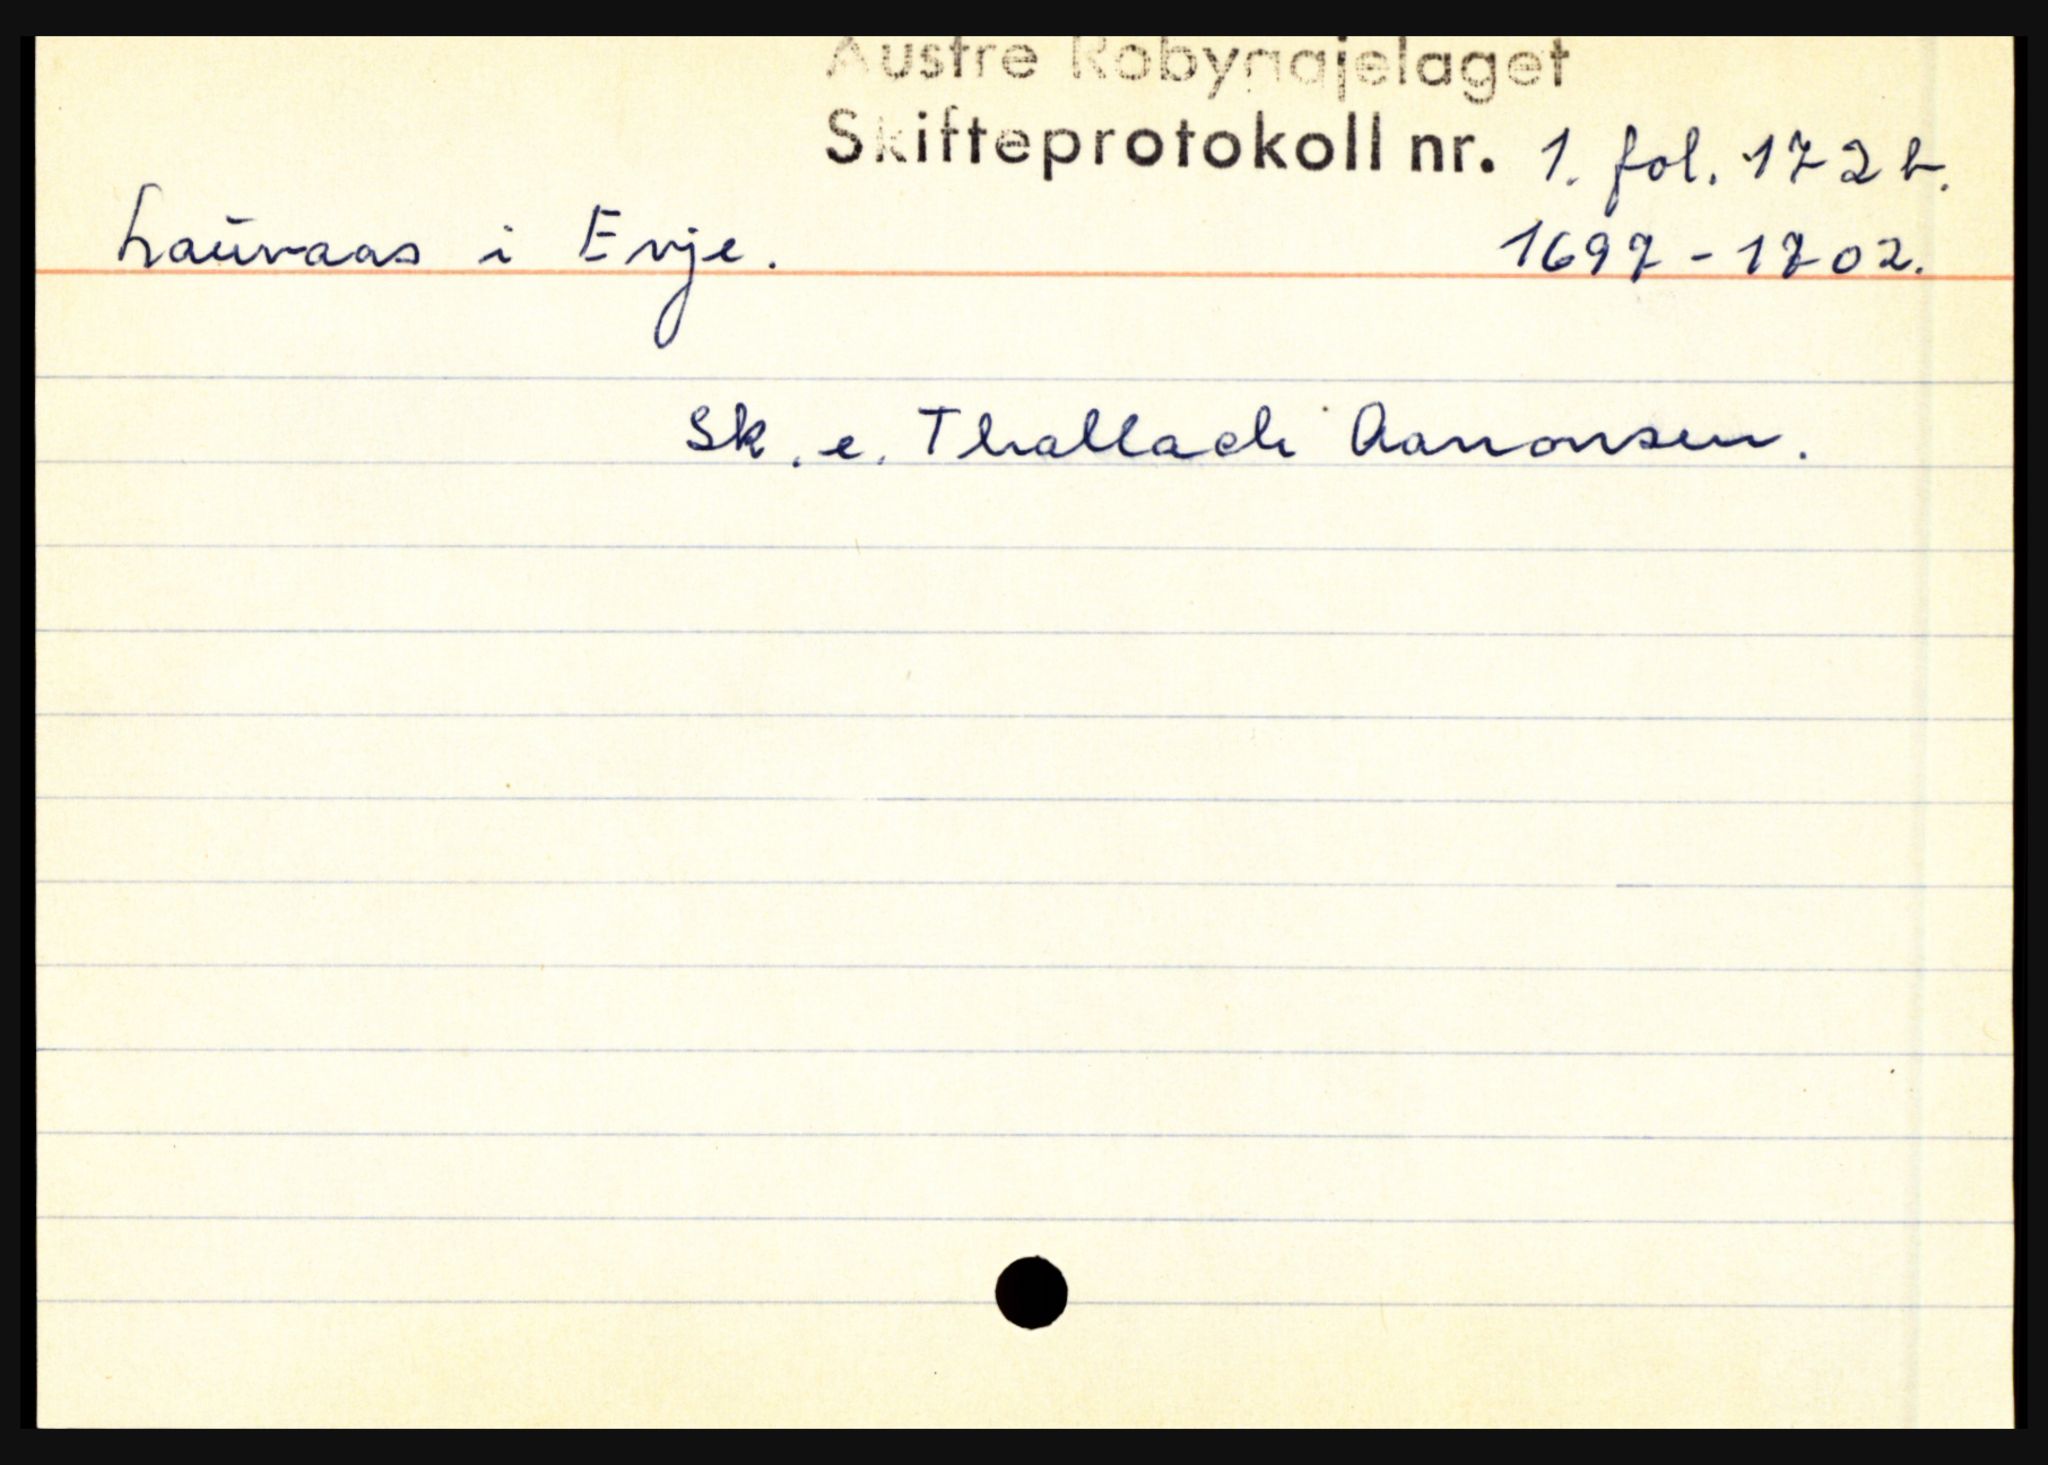 Austre Robyggjelaget
Skifteprotokoll nr. 1. fol. 172 b.
Lauvaas i Evje. 1697 - 1702.
Sk. e. Thallach Aanonsen.